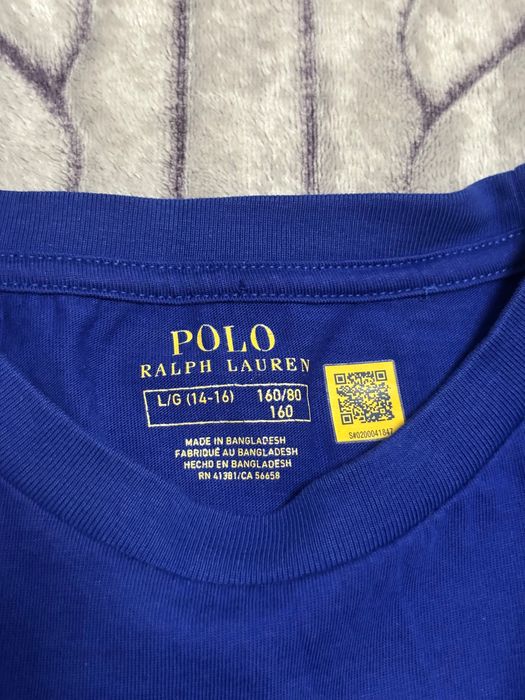 POLO
RALPH LAUREN
L/G (14-16) 160/80
160
MADE IN BANGLADESH
FABRIQUÉ AU BANGLADESH
HECHO EN BANGLADESH
RN 41381/CA 56658
S#0200041847